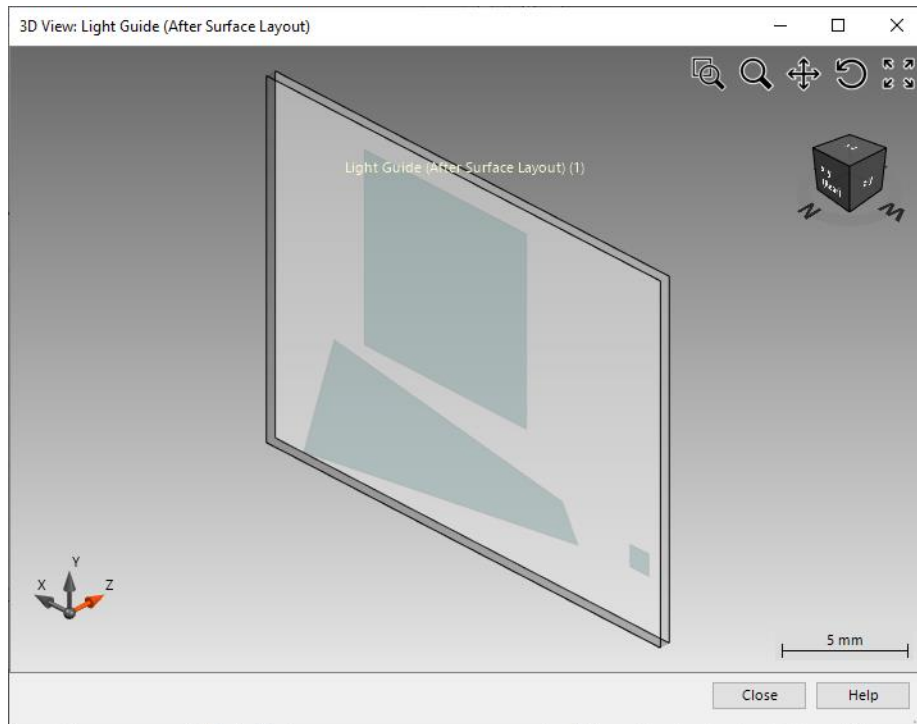 3D View: Light Guide (After Surface Layout)
Light Guide (After Surface Layout) (1)
Y
X
Z
5 mm
Close
Help